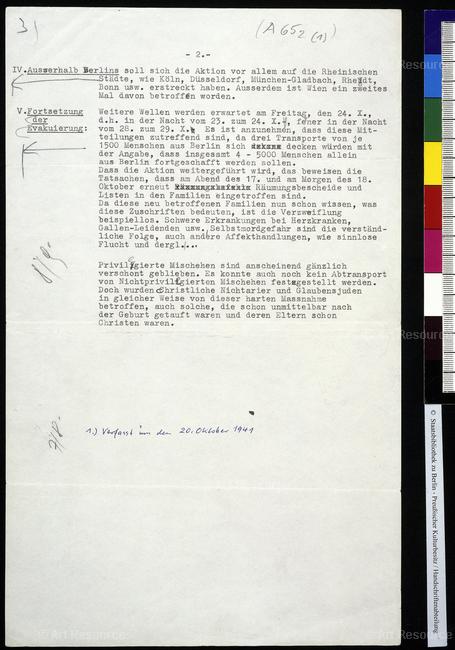 3)
(A 65 2 (1))
- 2.-
IV. Ausserhalb Berlins soll sich die Aktion vor allem auf die Rheinischen
Städte, wie Köln, Düsseldorf, München-Gladbach, Rheydt,
Bonn usw. erstreckt haben. Ausserdem ist Wien ein zweites
Mal davon betroffen worden.
V. Fortsetzung der Evakuierung: Weitere Wellen werden erwartet am Freitag, den 24. X.,
d.h. in der Nacht vom 23. zum 24. X., ferner in der Nacht
vom 28. zum 29. X. Es ist anzunehmen, dass diese Mit-
teilungen zutreffend sind, da drei Transporte von je
1500 Menschen aus Berlin sich decken würden mit
der Angabe, dass insgesamt 4 - 5000 Menschen allein
aus Berlin fortgeschafft werden sollen.
Dass die Aktion weitergeführt wird, das beweisen die
Tatsachen, dass am Abend des 17. und am Morgen des 18.
Oktober erneut Räumungsbescheide und
Listen in den Familien eingetroffen sind.
Da diese neu betroffenen Familien nun schon wissen, was
diese Zuschriften bedeuten, ist die Verzweiflung
beispiellos. Schwere Erkrankungen bei Herzkranken,
Gallen-Leidenden usw., Selbstmordgefahr sind die verständ-
liche Folge, auch andere Affekthandlungen, wie sinnlose
Flucht und dergl...
Privilegierte Mischehen sind anscheinend gänzlich
verschont geblieben. Es konnte auch noch kein Abtransport
von Nichtprivilegierten Mischehen festgestellt werden.
Doch wurden Christliche Nichtarier und Glaubensjuden
in gleicher Weise von dieser harten Massnahme
betroffen, auch solche, die schon unmittelbar nach
der Geburt getauft waren und deren Eltern schon
Christen waren.
1.) Verfasst um den 20. Oktober 1941
© Staatsbibliothek zu Berlin - Preußischer Kulturbesitz / Handschriftenabteilung
© Art Resource